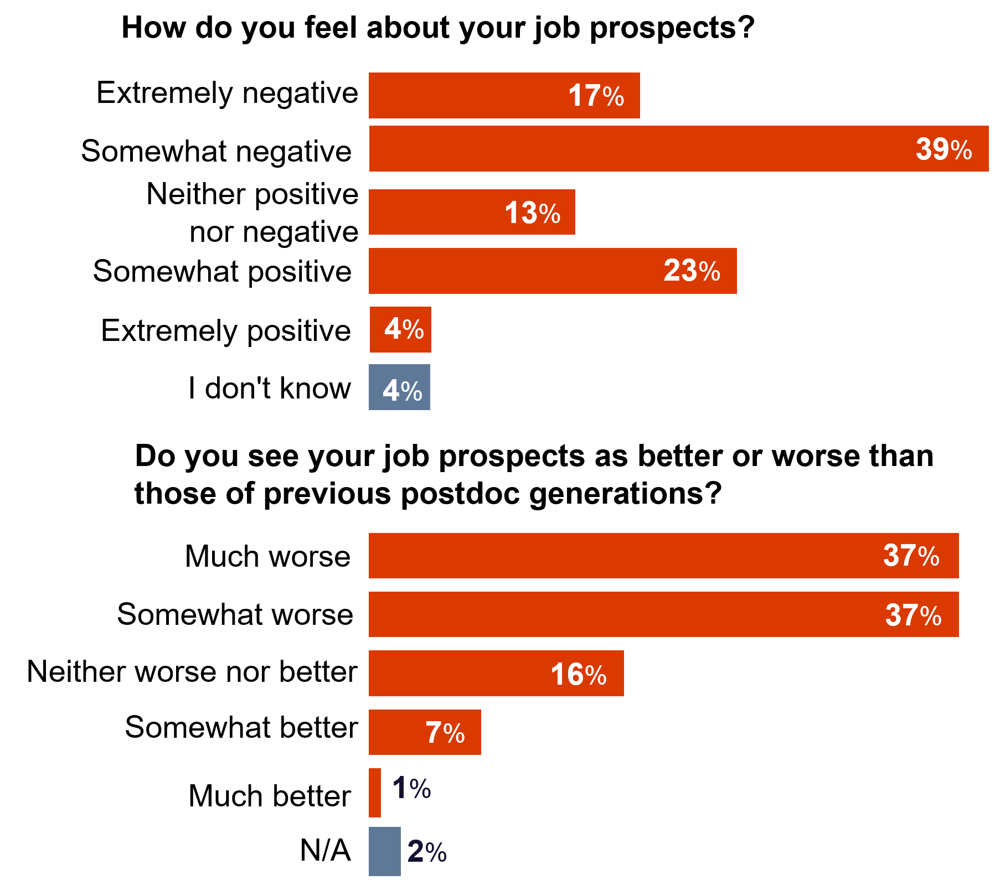 How do you feel about your job prospects?
Extremely negative 17%
Somewhat negative 39%
Neither positive
nor negative 13%
Somewhat positive 23%
Extremely positive 4%
I don't know 4%
Do you see your job prospects as better or worse than
those of previous postdoc generations?
Much worse 37%
Somewhat worse 37%
Neither worse nor better 16%
Somewhat better 7%
Much better 1%
N/A 2%